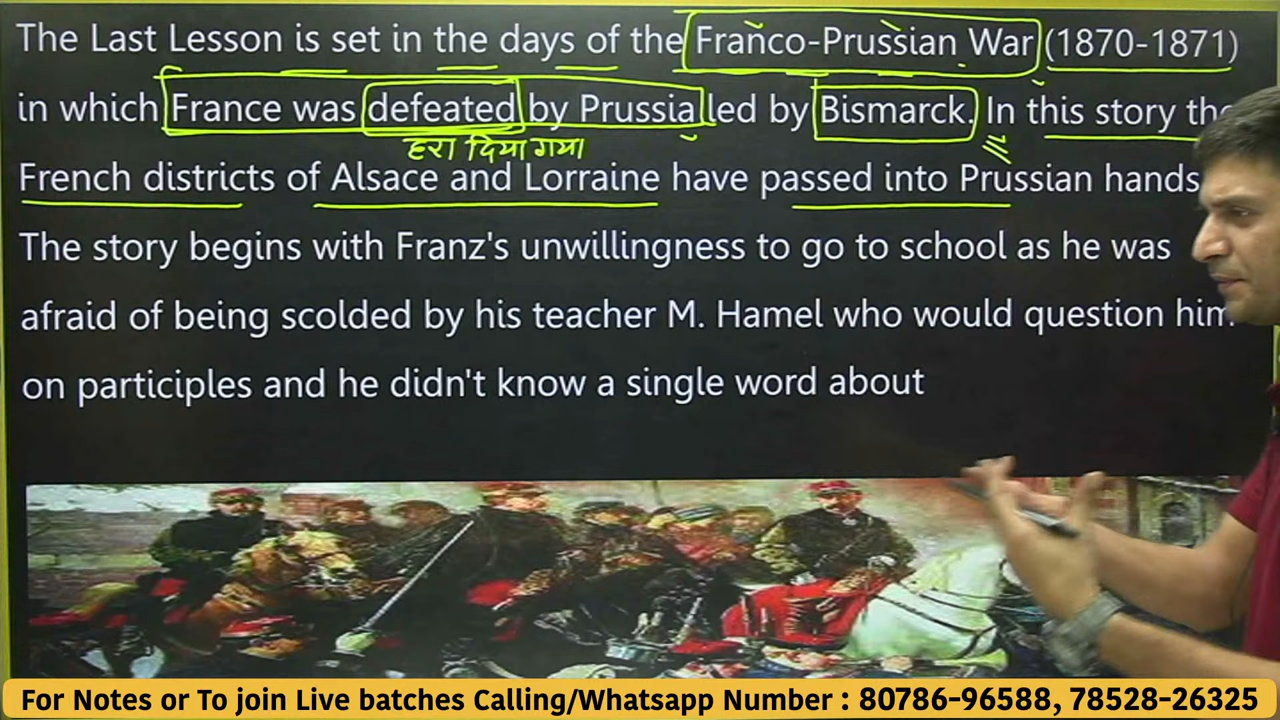 The Last Lesson is set in the days of the Franco-Prussian War (1870-1871)
in which France was defeated by Prussia led by Bismarck. In this story the
हरा दिया गया
French districts of Alsace and Lorraine have passed into Prussian hands
The story begins with Franz's unwillingness to go to school as he was
afraid of being scolded by his teacher M. Hamel who would question him
on participles and he didn't know a single word about
For Notes or To join Live batches Calling/Whatsapp Number : 80786-96588, 78528-26325